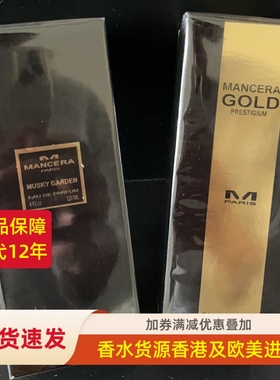 MANCERA
PARIS
MUSKY GARDEN
EAU DE PARFUM
MANCERA
GOLD
PRESTIGIUM
M
PARIS
品保障
代12年
货速发
加券满减优惠叠加
香水货源香港及欧美进